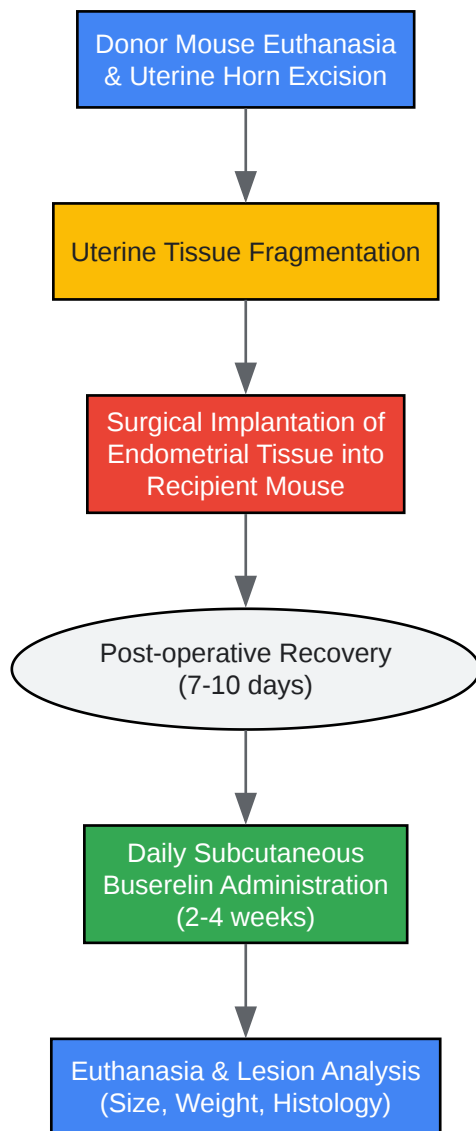 Donor Mouse Euthanasia
& Uterine Horn Excision
Uterine Tissue Fragmentation
Surgical Implantation of
Endometrial Tissue into
Recipient Mouse
Post-operative Recovery
(7-10 days)
Daily Subcutaneous
Buserelin Administration
(2-4 weeks)
Euthanasia & Lesion Analysis
(Size, Weight, Histology)